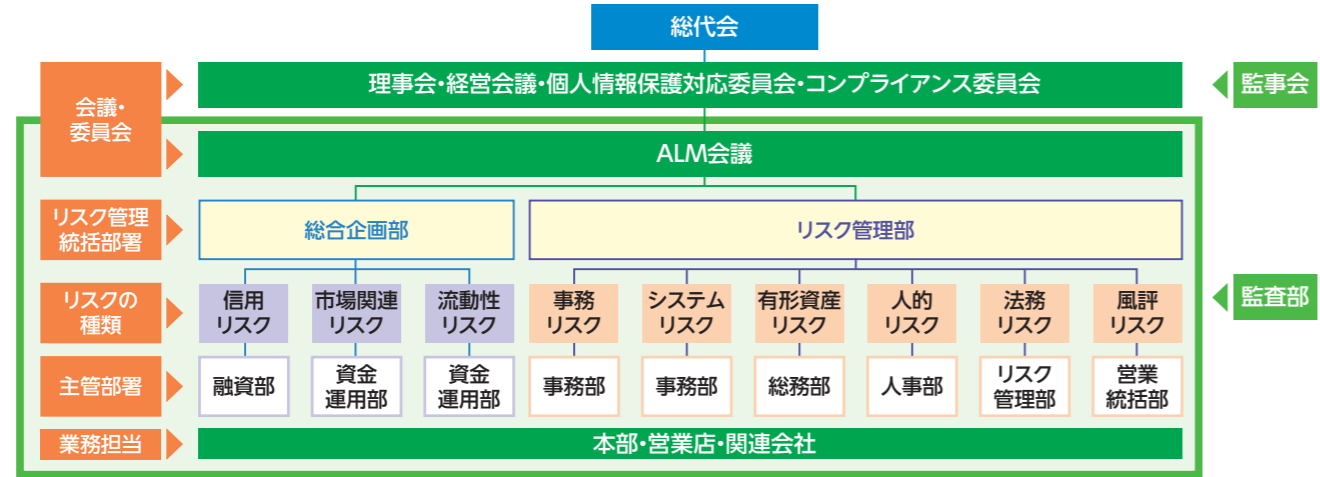 総代会
会議・
委員会
理事会・経営会議・個人情報保護対応委員会・コンプライアンス委員会
監事会
ALM会議
リスク管理
統括部署
総合企画部
リスク管理部
リスクの
種類
信用
リスク
市場関連
リスク
流動性
リスク
事務
リスク
システム
リスク
有形資産
リスク
人的
リスク
法務
リスク
風評
リスク
監査部
主管部署
融資部
資金
運用部
資金
運用部
事務部
事務部
総務部
人事部
リスク
管理部
営業
統括部
業務担当
本部・営業店・関連会社